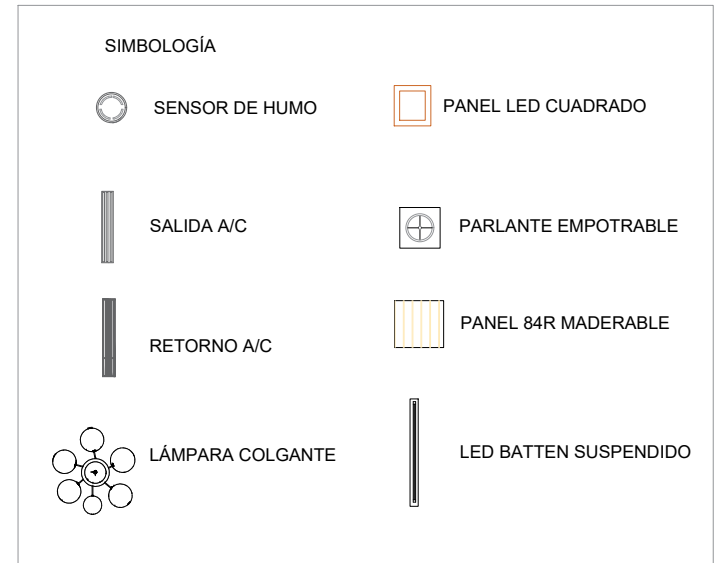 SIMBOLOGÍA
SENSOR DE HUMO
PANEL LED CUADRADO
SALIDA A/C
PARLANTE EMPOTRABLE
RETORNO A/C
PANEL 84R MADERABLE
LÁMPARA COLGANTE
LED BATTEN SUSPENDIDO